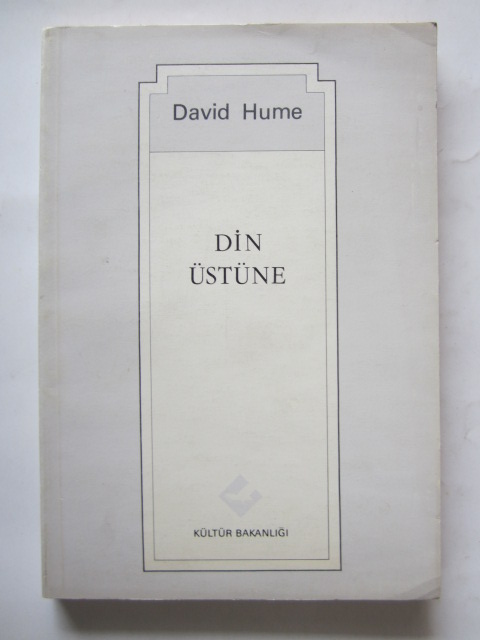 David Hume
DİN
ÜSTÜNE
KÜLTÜR BAKANLIĞI